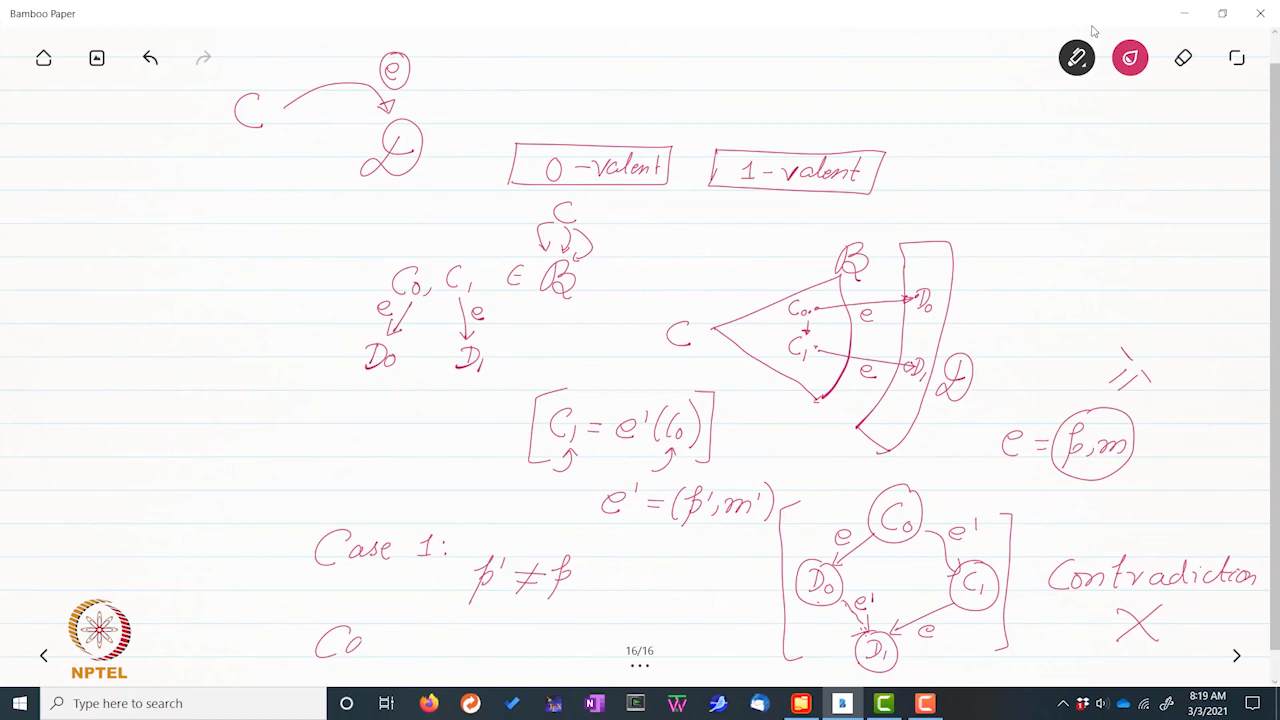 Bamboo Paper
e
C
D
0 - valent 1 - valent
C
C0, C1 ∈ B
e e
D0 D1
B
C0 e D0
C
C1 e D1
D
C1 = e'(C0)
e = p, m
e' = (p', m')
C0
e e'
Case 1:
p' ≠ p
D0 C1
Contradiction
e' e
D1
X
C0
16/16
NPTEL
Type here to search
8:19 AM
3/3/2021